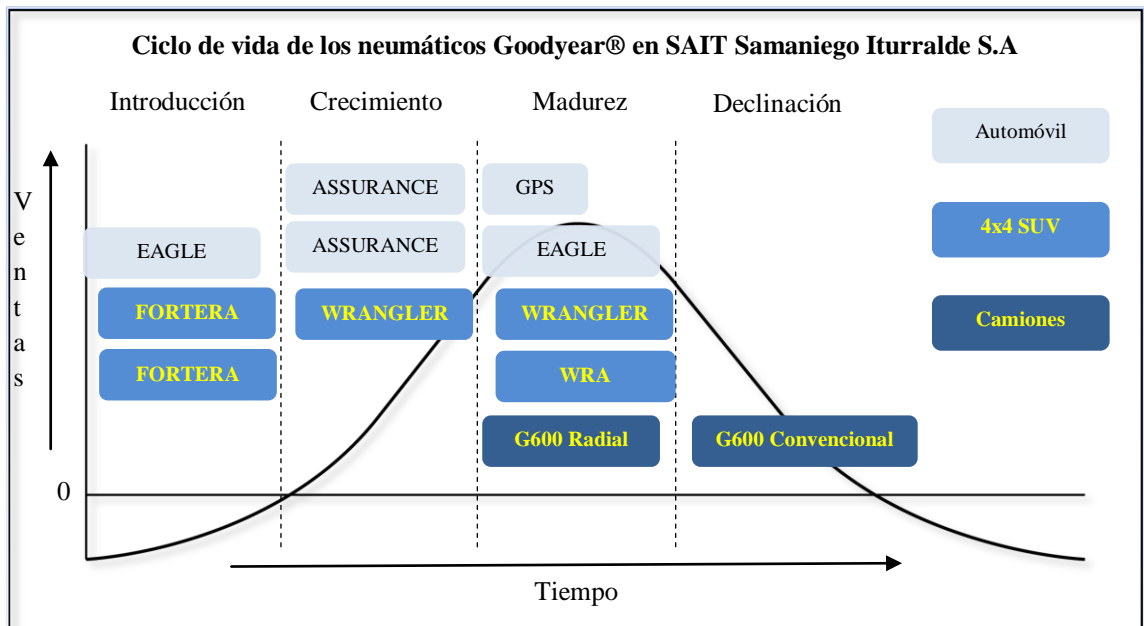 Ciclo de vida de los neumáticos Goodyear® en SAIT Samaniego Iturralde S.A
Introducción Crecimiento Madurez Declinación
Automóvil
4x4 SUV
Camiones
Ventas
ASSURANCE GPS
EAGLE ASSURANCE EAGLE
FORTERA WRANGLER WRANGLER
FORTERA WRA
G600 Radial G600 Convencional
0
Tiempo